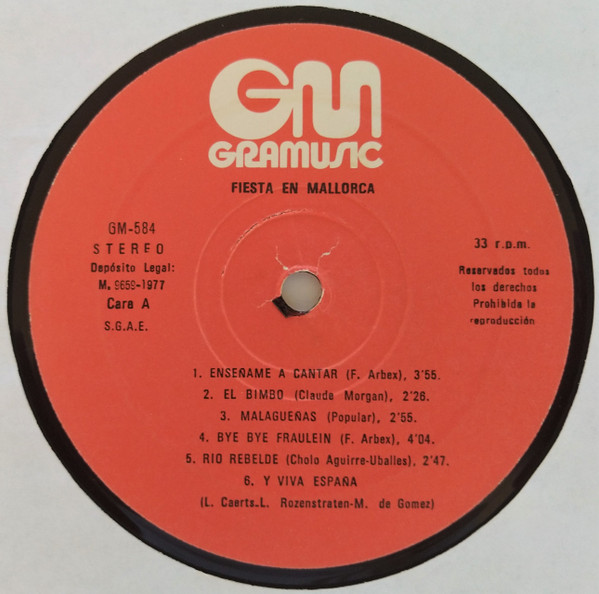 GM
GRAMUSIC
FIESTA EN MALLORCA
GM-584
STEREO
Depósito Legal:
M. 9659-1977
Cara A
S.G.A.E.
33 r.p.m.
Reservados todos
los derechos
Prohibida la
reproducción
1. ENSEÑAME A CANTAR (F. Arbex), 3'55.
2. EL BIMBO (Claude Morgan), 2'26.
3. MALAGUEÑAS (Popular), 2'55.
4. BYE BYE FRAULEIN (F. Arbex), 4'04.
5. RIO REBELDE (Cholo Aguirre-Uballes), 2'47.
6. Y VIVA ESPAÑA
(L. Caerts-L. Rozenstraten-M. de Gomez)